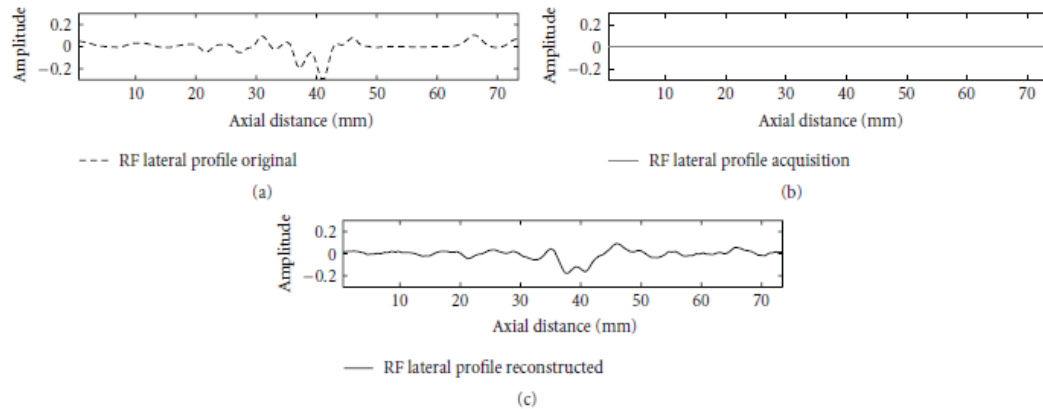 Amplitude
0.2
0
−0.2
10 20 30 40 50 60 70
Axial distance (mm)
RF lateral profile original
(a)
Amplitude
0.2
0
−0.2
10 20 30 40 50 60 70
Axial distance (mm)
RF lateral profile acquisition
(b)
Amplitude
0.2
0
−0.2
10 20 30 40 50 60 70
Axial distance (mm)
RF lateral profile reconstructed
(c)